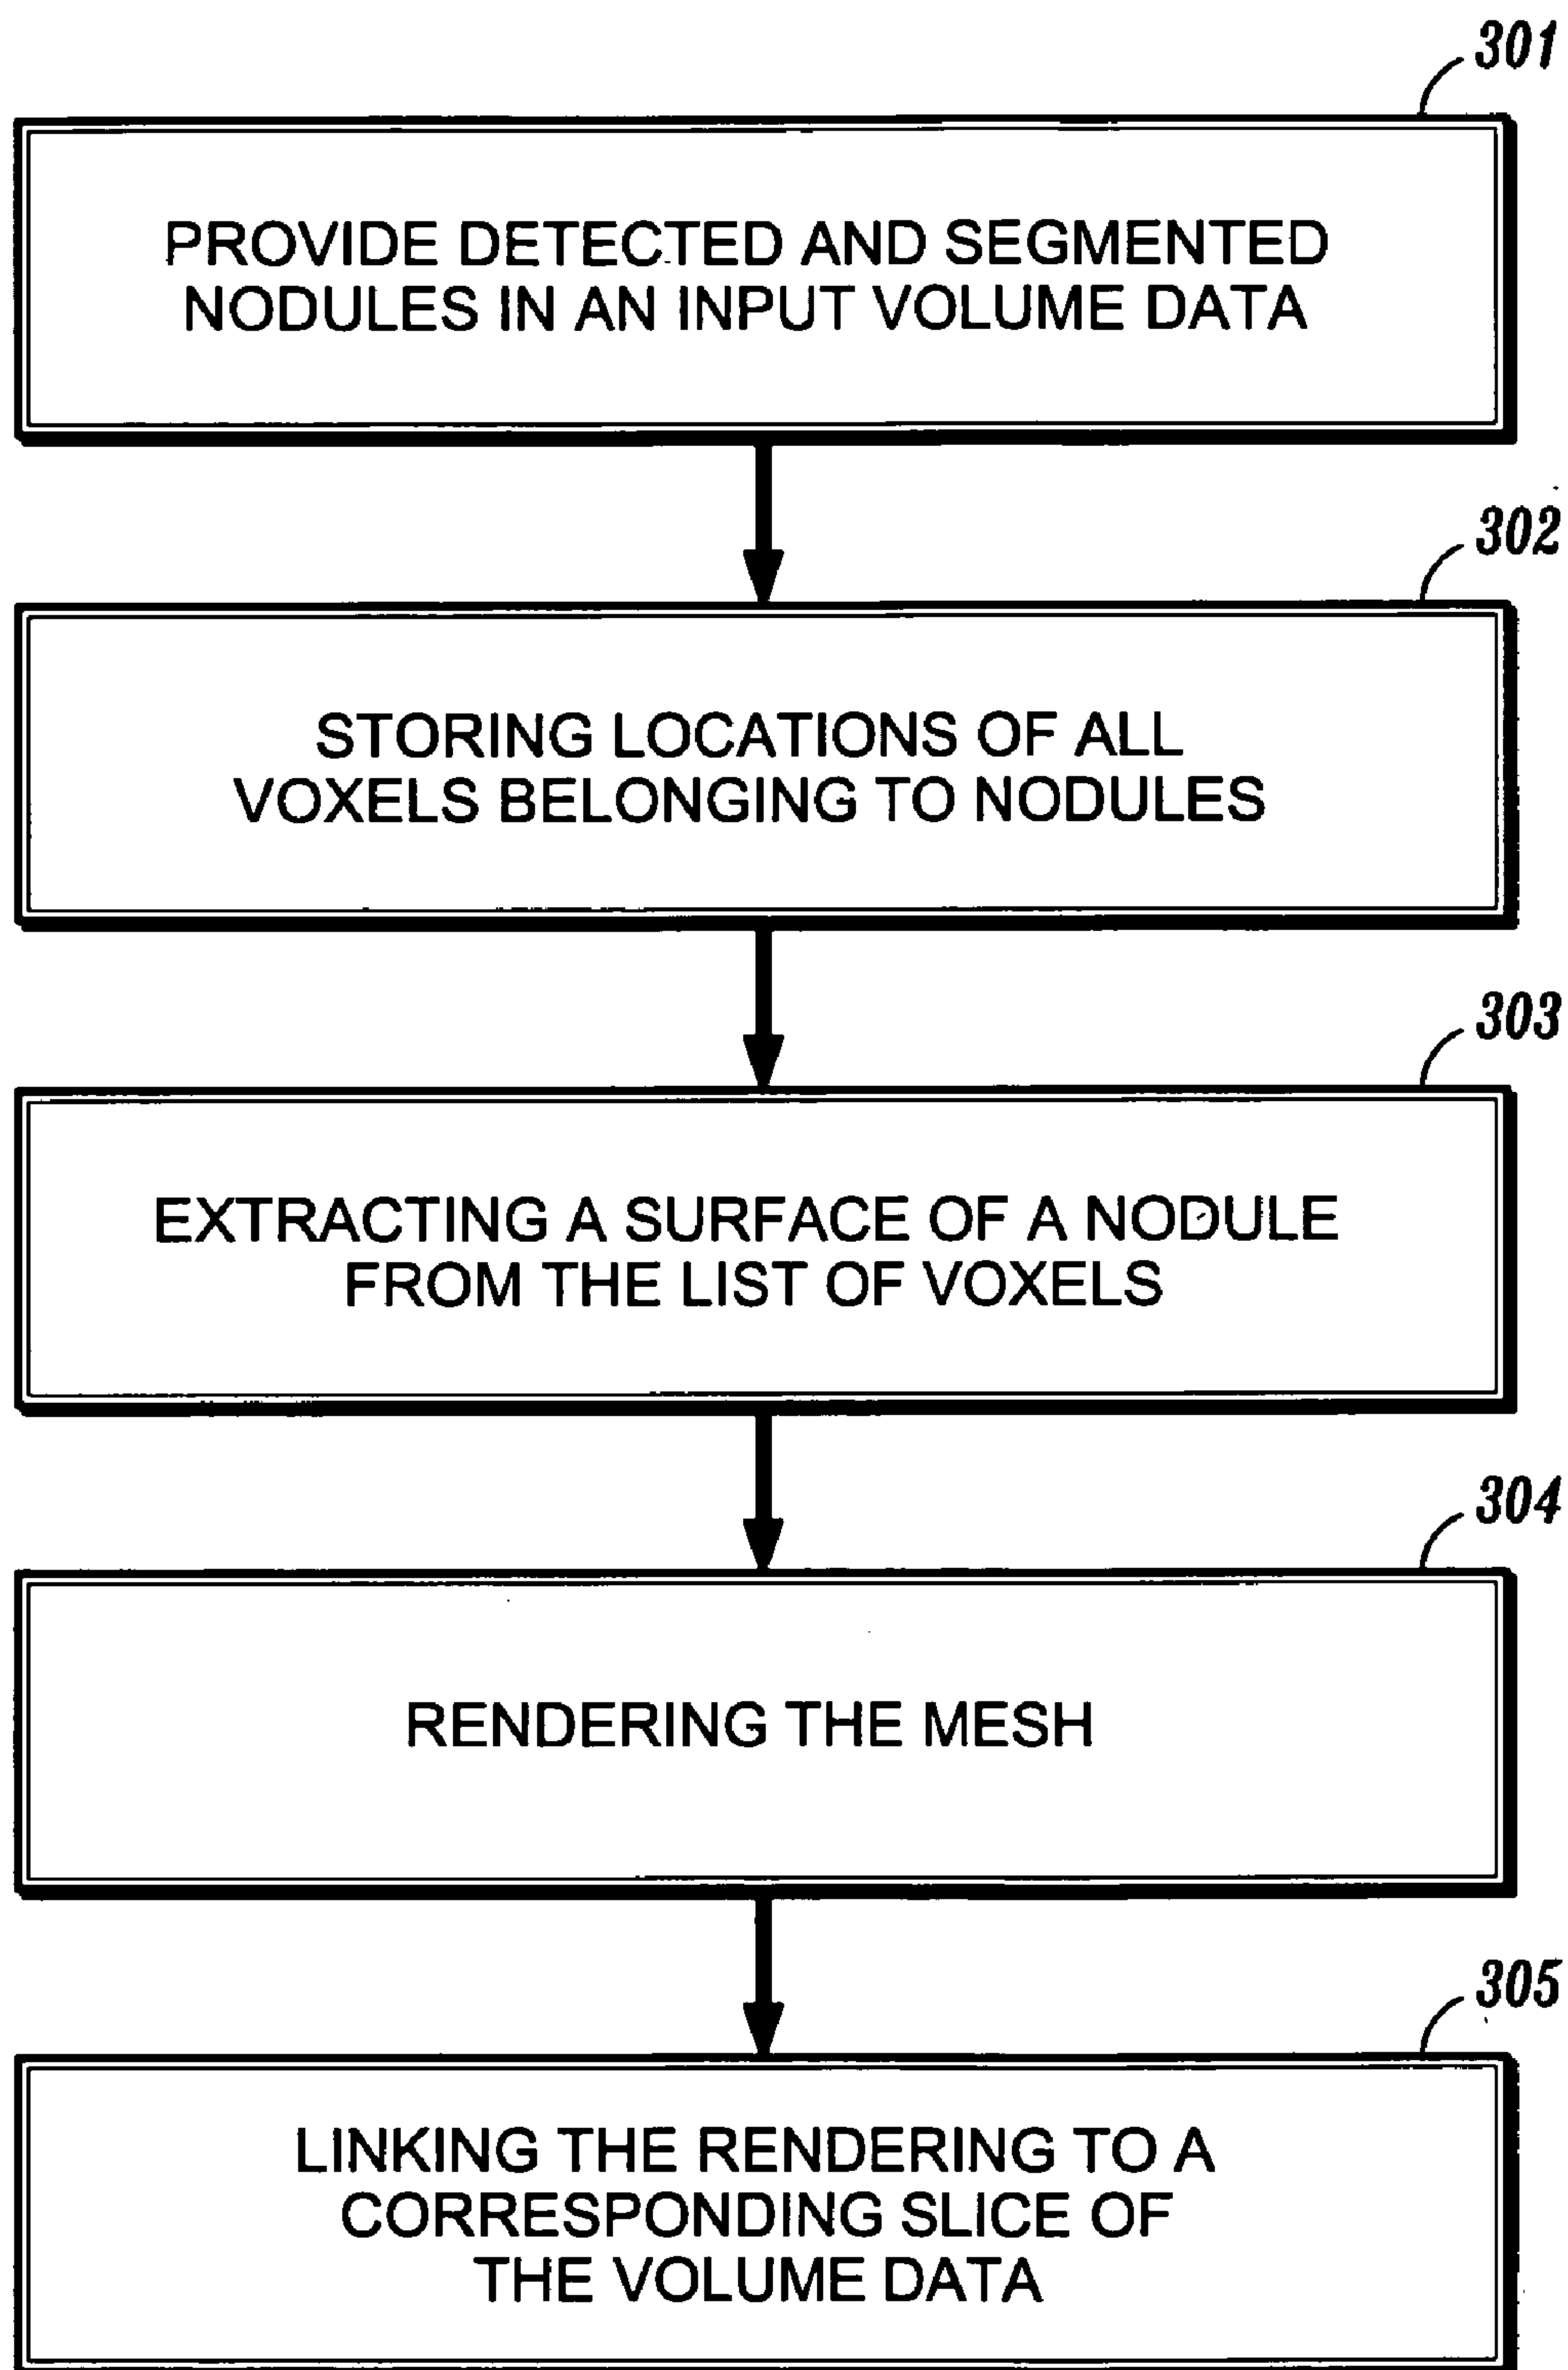 301
PROVIDE DETECTED AND SEGMENTED
NODULES IN AN INPUT VOLUME DATA
302
STORING LOCATIONS OF ALL
VOXELS BELONGING TO NODULES
303
EXTRACTING A SURFACE OF A NODULE
FROM THE LIST OF VOXELS
304
RENDERING THE MESH
305
LINKING THE RENDERING TO A
CORRESPONDING SLICE OF
THE VOLUME DATA